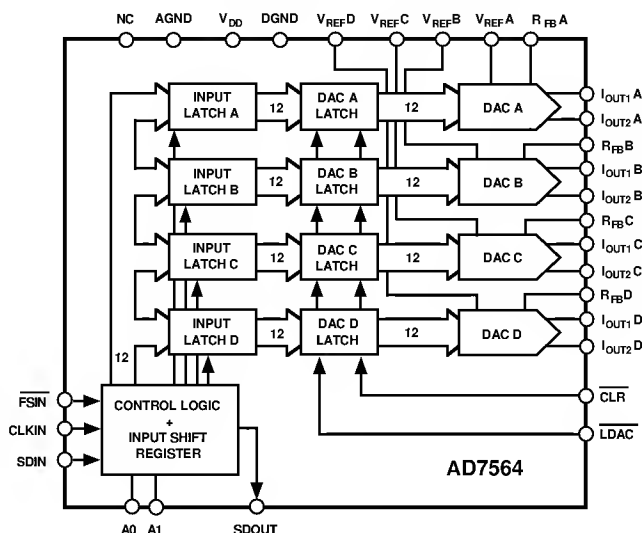 NC AGND VDD DGND VREFD VREFC VREFB VREFA RFBA
INPUT
LATCH A
12
DAC A
LATCH
12
DAC A
IOUT1A
IOUT2A
RFBB
INPUT
LATCH B
12
DAC B
LATCH
12
DAC B
IOUT1B
IOUT2B
RFBC
INPUT
LATCH C
12
DAC C
LATCH
12
DAC C
IOUT1C
IOUT2C
RFBD
INPUT
LATCH D
12
DAC D
LATCH
12
DAC D
IOUT1D
IOUT2D
12
FSIN
CLKIN
SDIN
CONTROL LOGIC
+
INPUT SHIFT
REGISTER
CLR
LDAC
AD7564
A0 A1 SDOUT